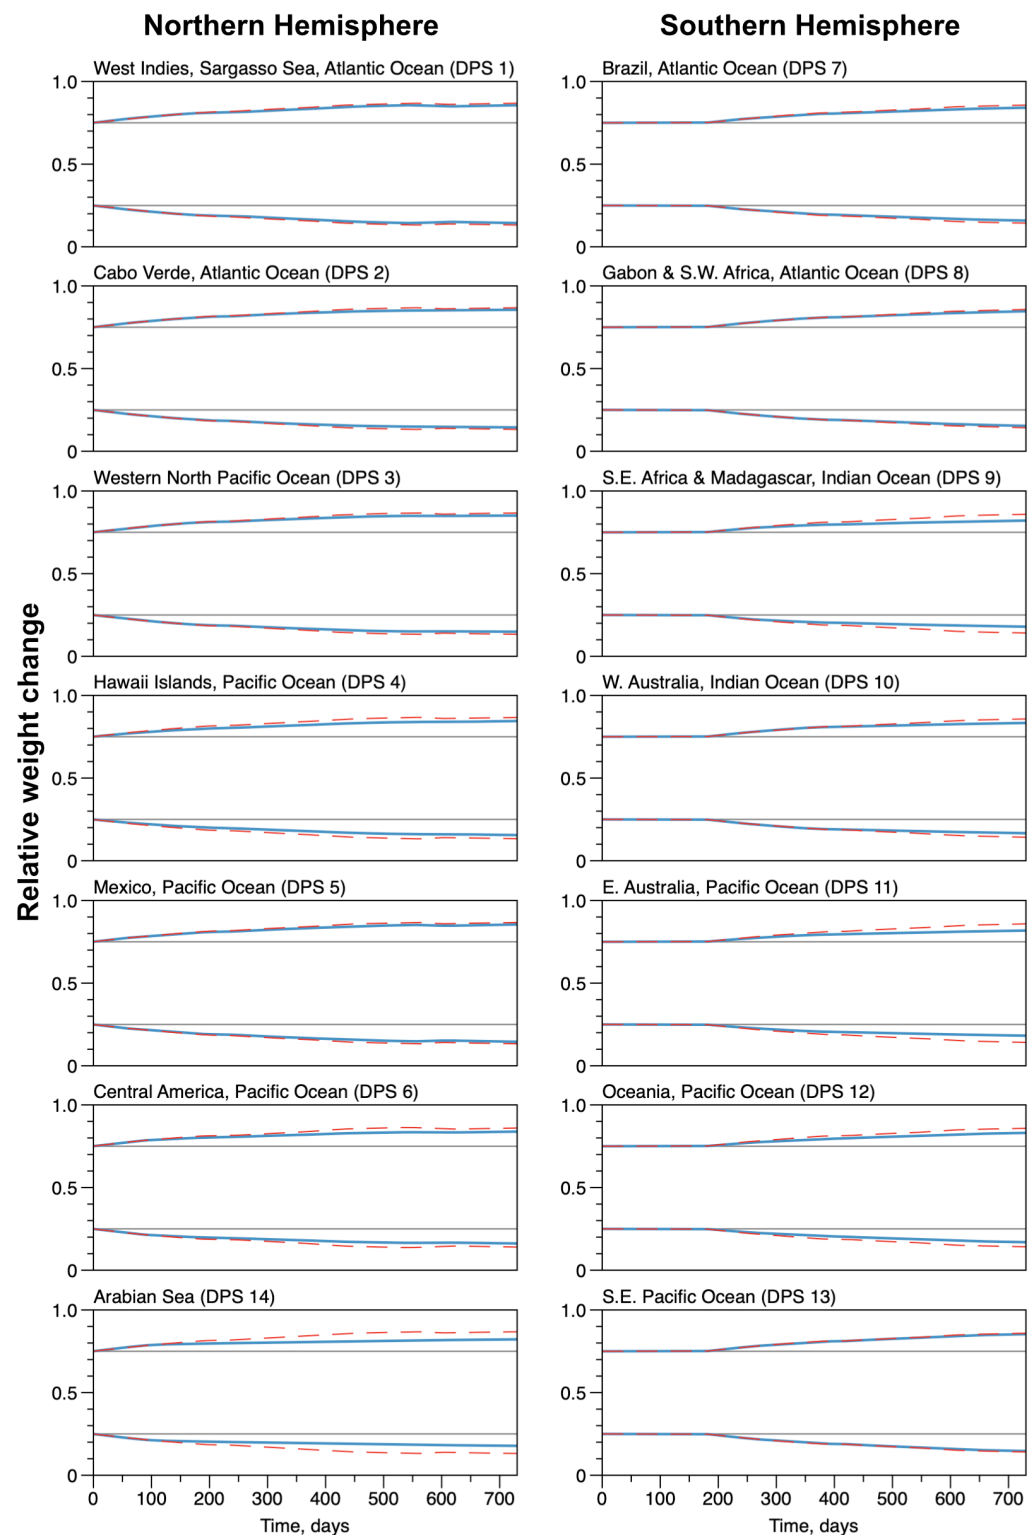 Northern Hemisphere
Southern Hemisphere
Relative weight change
West Indies, Sargasso Sea, Atlantic Ocean (DPS 1)
1.0
0.5
0
Brazil, Atlantic Ocean (DPS 7)
1.0
0.5
0
Cabo Verde, Atlantic Ocean (DPS 2)
1.0
0.5
0
Gabon & S.W. Africa, Atlantic Ocean (DPS 8)
1.0
0.5
0
Western North Pacific Ocean (DPS 3)
1.0
0.5
0
S.E. Africa & Madagascar, Indian Ocean (DPS 9)
1.0
0.5
0
Hawaii Islands, Pacific Ocean (DPS 4)
1.0
0.5
0
W. Australia, Indian Ocean (DPS 10)
1.0
0.5
0
Mexico, Pacific Ocean (DPS 5)
1.0
0.5
0
E. Australia, Pacific Ocean (DPS 11)
1.0
0.5
0
Central America, Pacific Ocean (DPS 6)
1.0
0.5
0
Oceania, Pacific Ocean (DPS 12)
1.0
0.5
0
Arabian Sea (DPS 14)
1.0
0.5
0
0 100 200 300 400 500 600 700
Time, days
S.E. Pacific Ocean (DPS 13)
1.0
0.5
0
0 100 200 300 400 500 600 700
Time, days